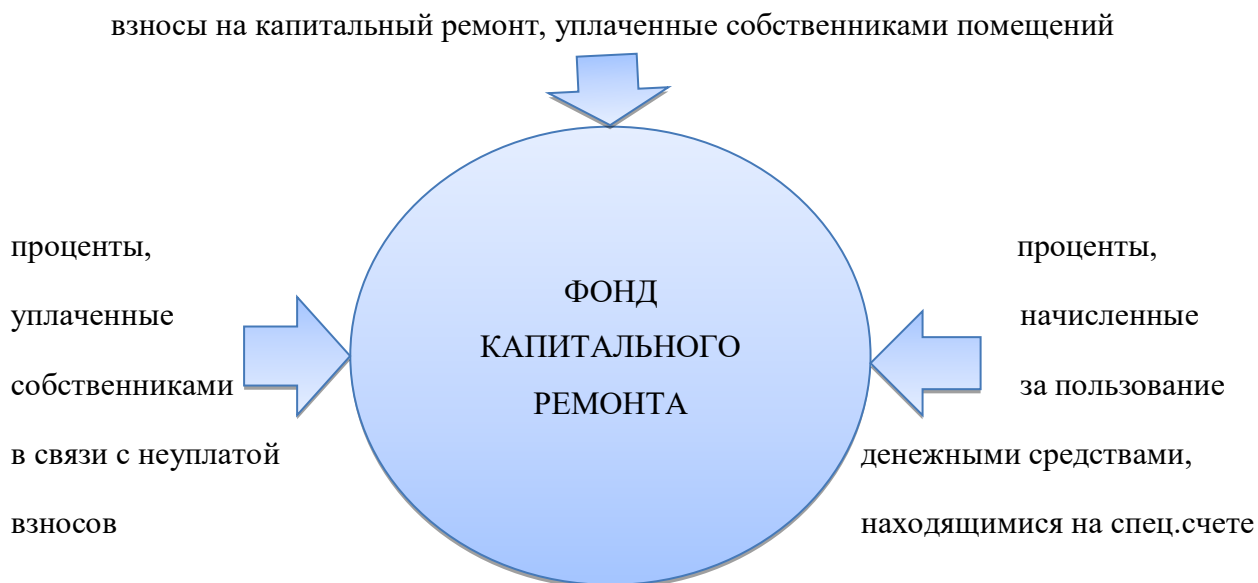 взносы на капитальный ремонт, уплаченные собственниками помещений
проценты,
уплаченные
собственниками
в связи с неуплатой
взносов
ФОНД
КАПИТАЛЬНОГО
РЕМОНТА
проценты,
начисленные
за пользование
денежными средствами,
находящимися на спец.счете